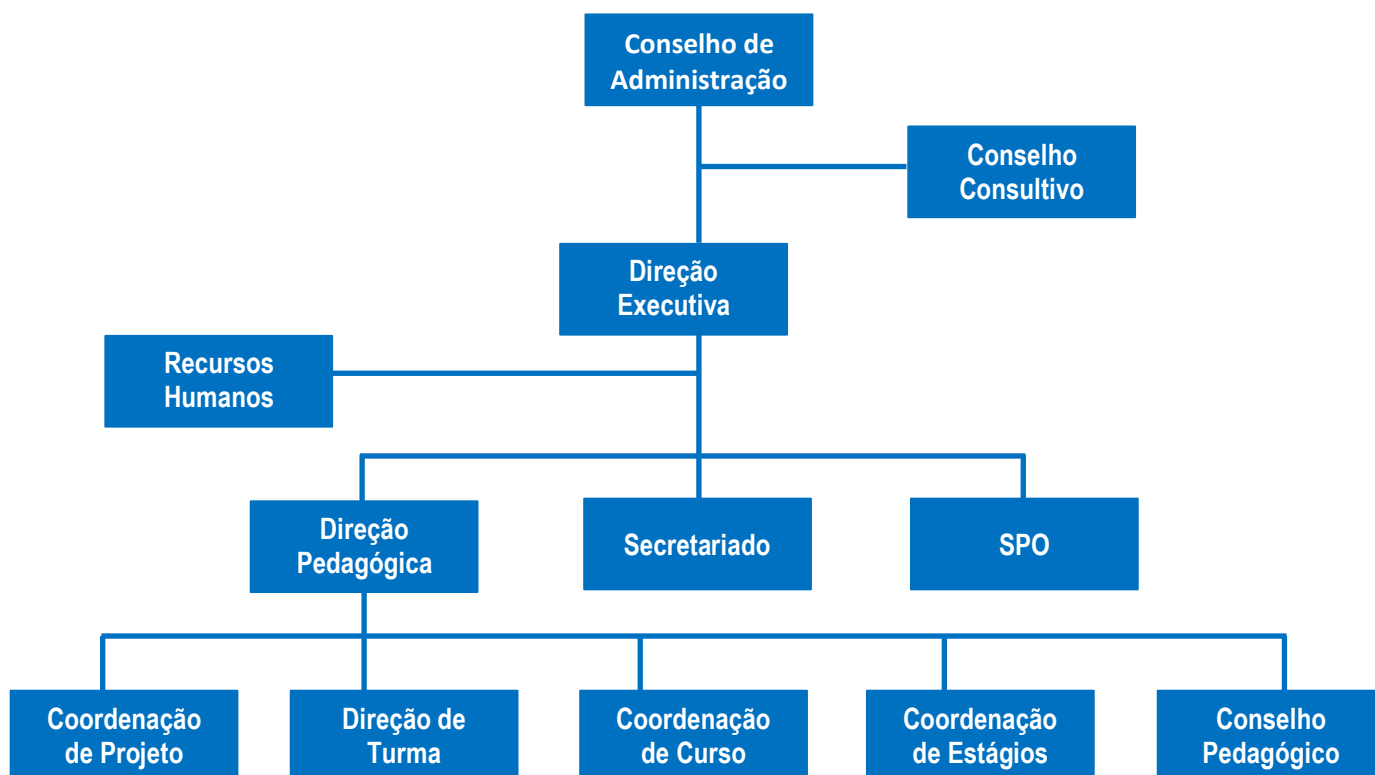 Conselho de
Administração
Conselho
Consultivo
Direção
Executiva
Recursos
Humanos
Direção
Pedagógica
Secretariado
SPO
Coordenação
de Projeto
Direção de
Turma
Coordenação
de Curso
Coordenação
de Estágios
Conselho
Pedagógico